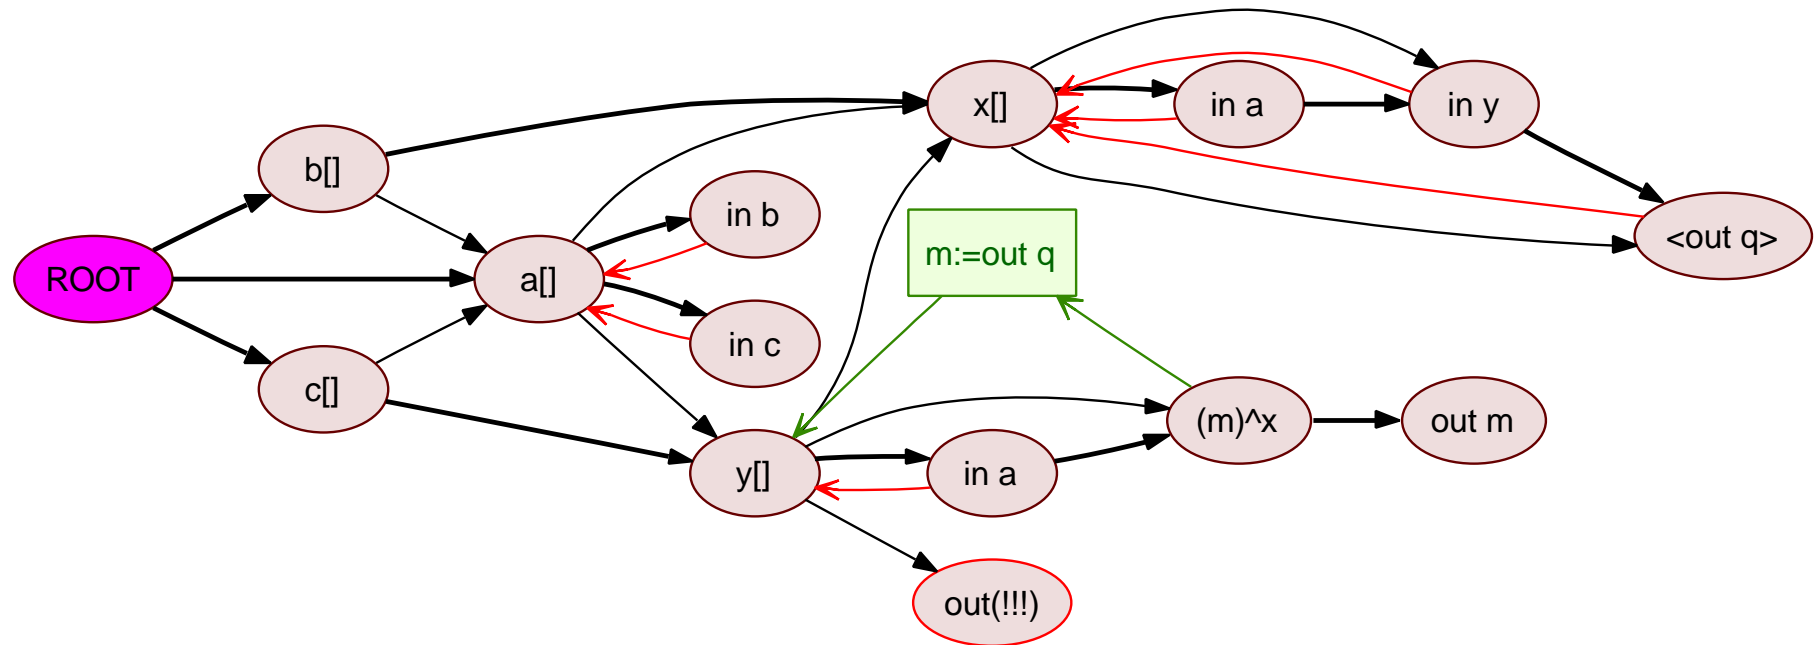 x[]
in a
in y
b[]
in b
<out q>
m:=out q
ROOT
a[]
in c
c[]
(m)^x
out m
y[]
in a
out(!!!)